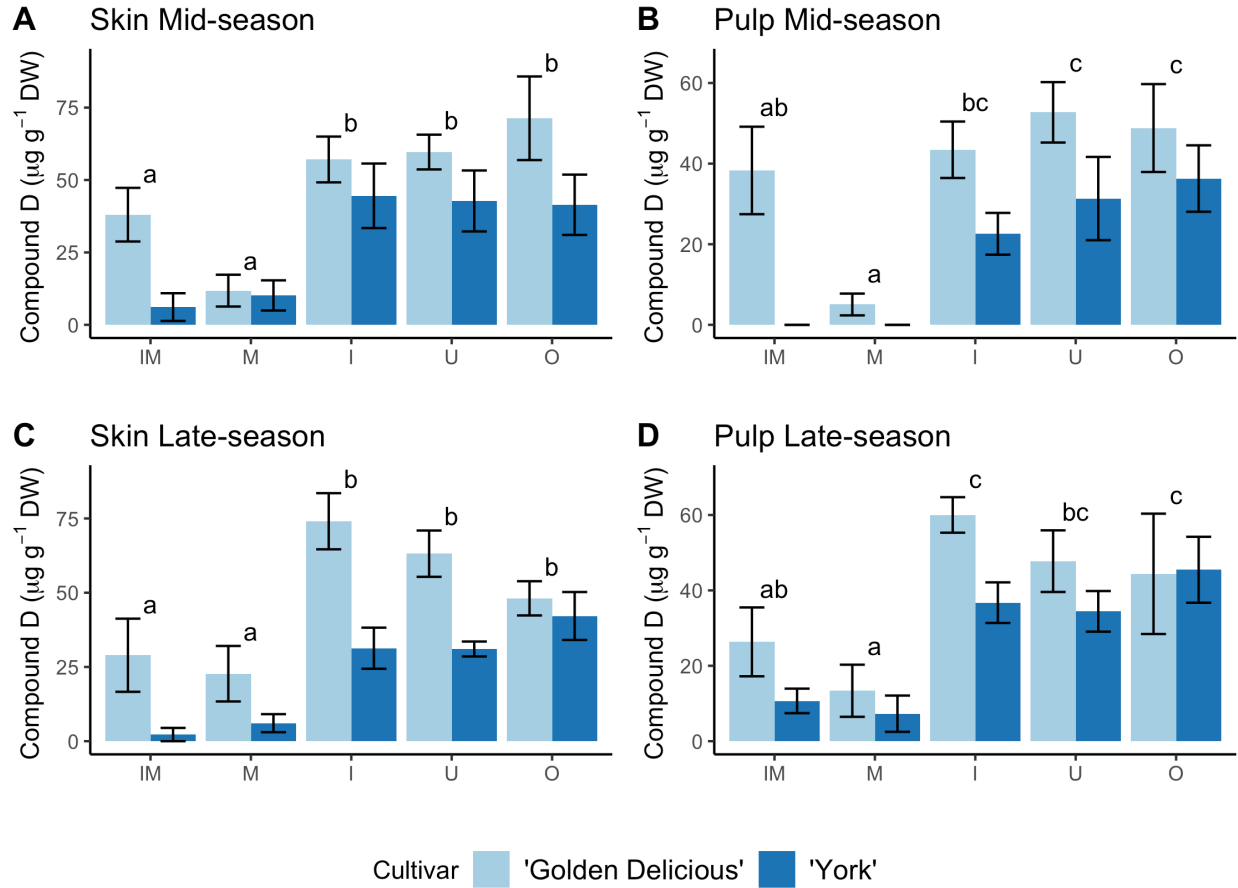 A Skin Mid-season
Compound D (µg g⁻¹ DW)
75
50
25
0
a
a
b
b
b
IM M I U O
B Pulp Mid-season
Compound D (µg g⁻¹ DW)
60
40
20
0
ab
a
bc
c
c
IM M I U O
C Skin Late-season
Compound D (µg g⁻¹ DW)
75
50
25
0
a
a
b
b
b
IM M I U O
D Pulp Late-season
Compound D (µg g⁻¹ DW)
60
40
20
0
ab
a
c
bc
c
IM M I U O
Cultivar 'Golden Delicious' 'York'